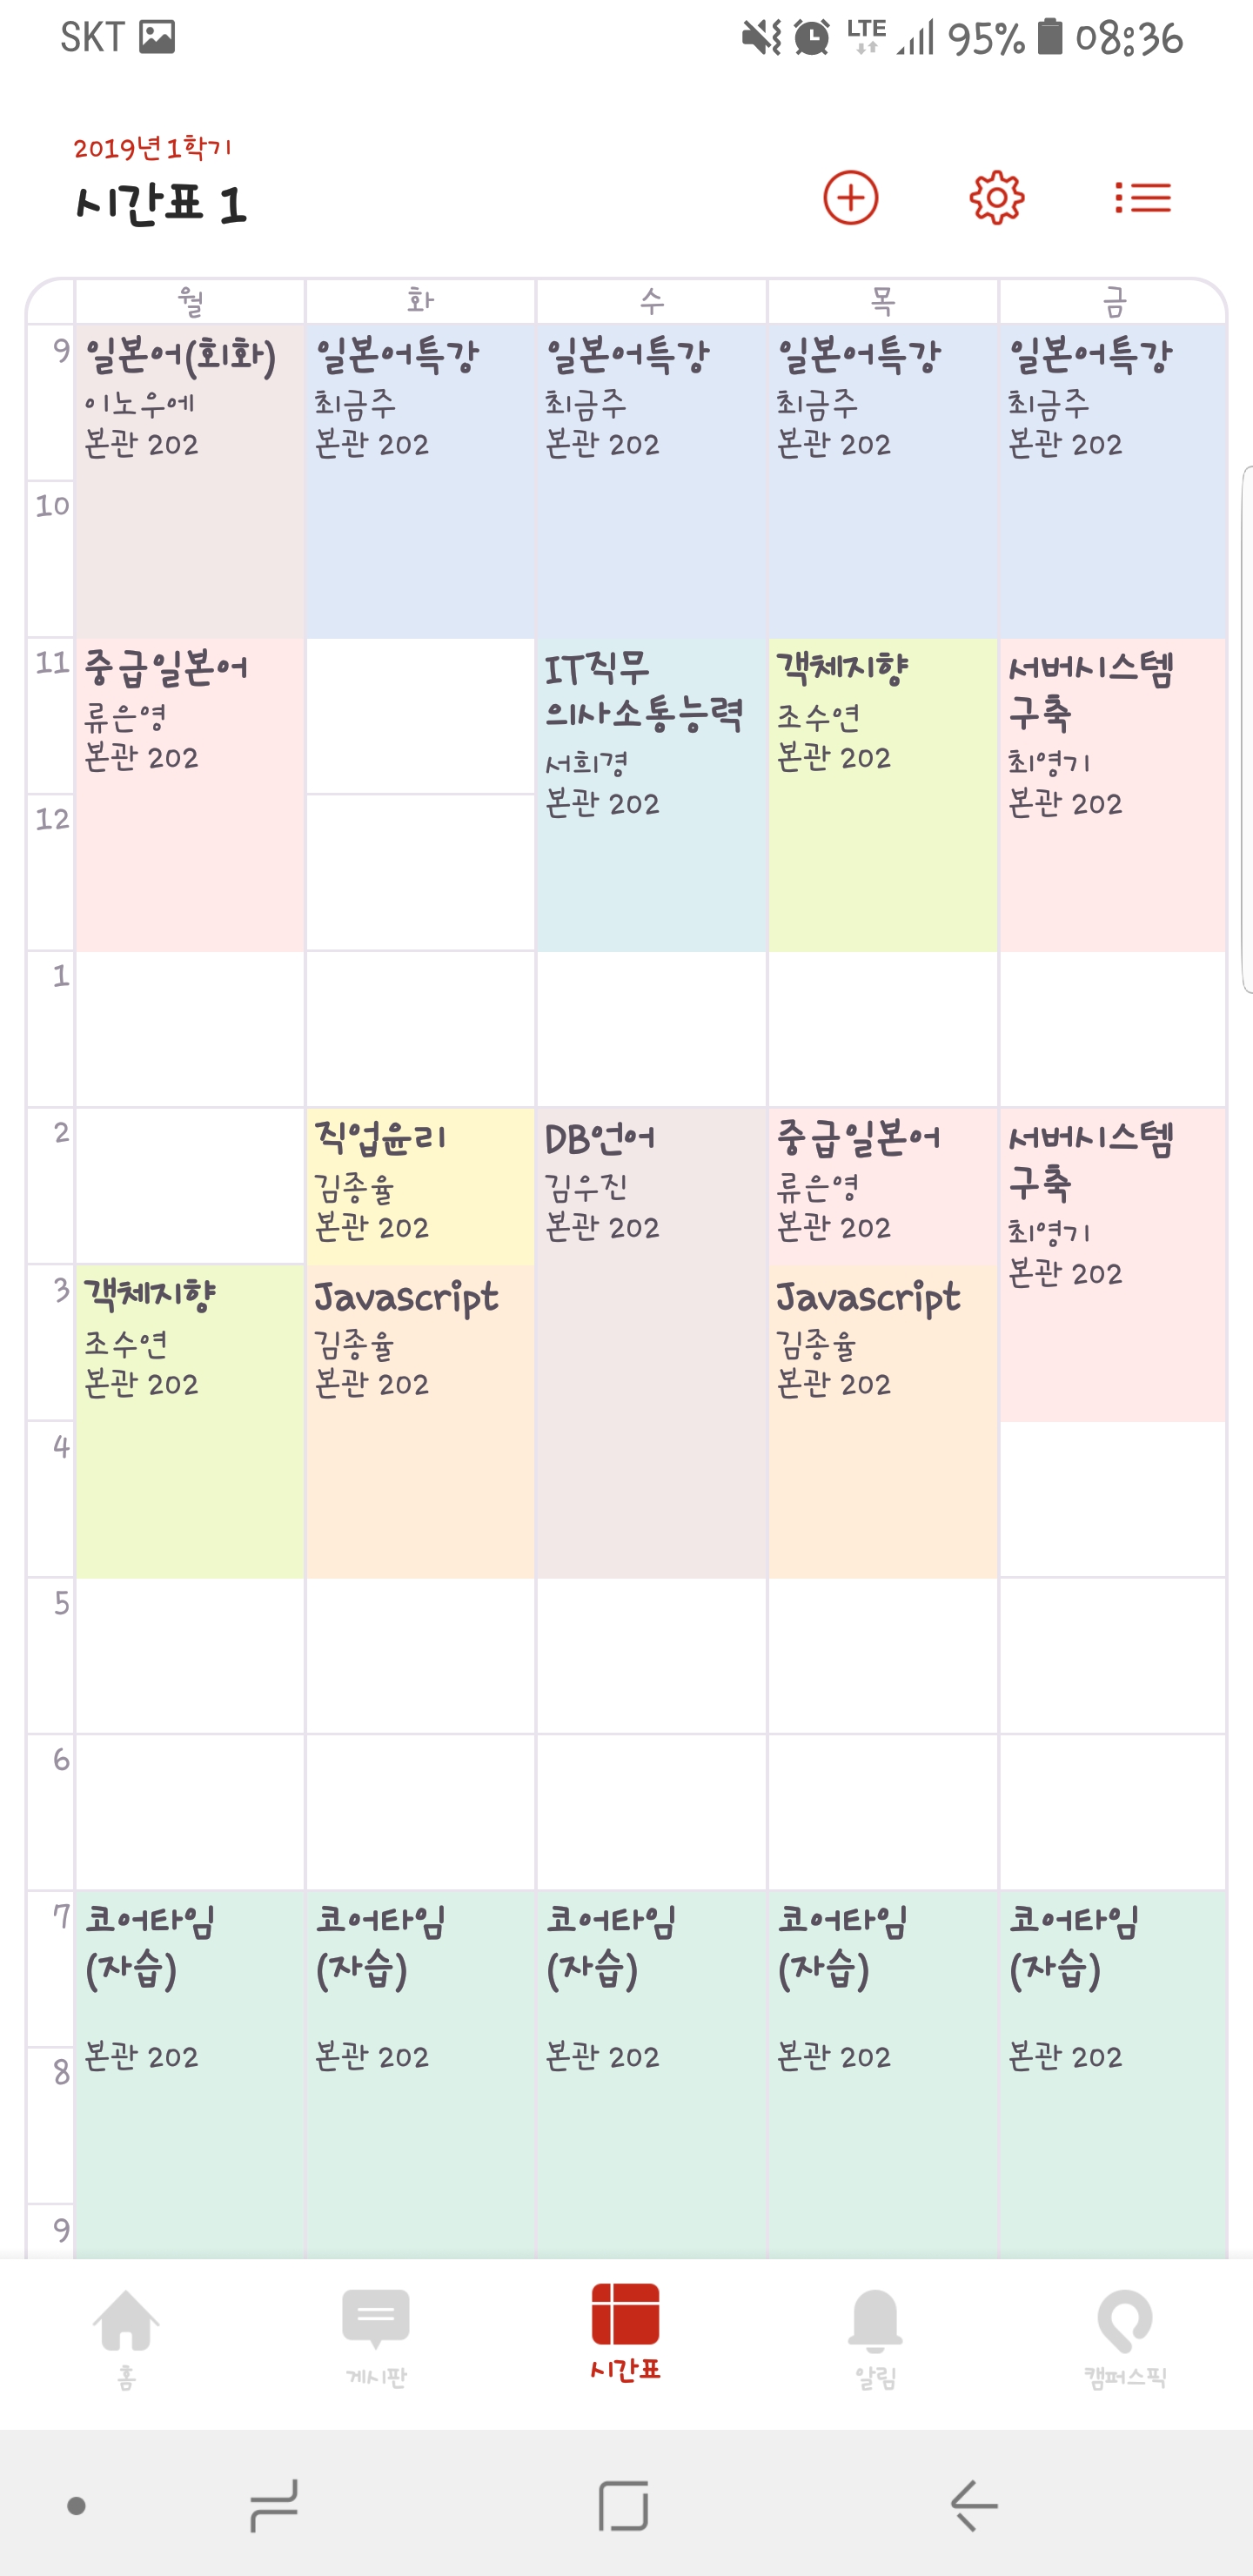 SKT
LTE 95% 08:36
2019년 1학기
시간표 1
월 화 수 목 금
9
일본어(회화)
이노우에
본관 202
일본어특강
최금주
본관 202
일본어특강
최금주
본관 202
일본어특강
최금주
본관 202
일본어특강
최금주
본관 202
10
11
중급일본어
류은영
본관 202
IT직무
의사소통능력
서희경
본관 202
객체지향
조수연
본관 202
서버시스템
구축
최영기
본관 202
12
1
2
직업윤리
김종율
본관 202
DB언어
김우진
본관 202
중급일본어
류은영
본관 202
서버시스템
구축
최영기
본관 202
3
객체지향
조수연
본관 202
Javascript
김종율
본관 202
Javascript
김종율
본관 202
4
5
6
7
코어타임
(자습)
본관 202
코어타임
(자습)
본관 202
코어타임
(자습)
본관 202
코어타임
(자습)
본관 202
코어타임
(자습)
본관 202
8
9
홈
게시판
시간표
알림
캠퍼스픽